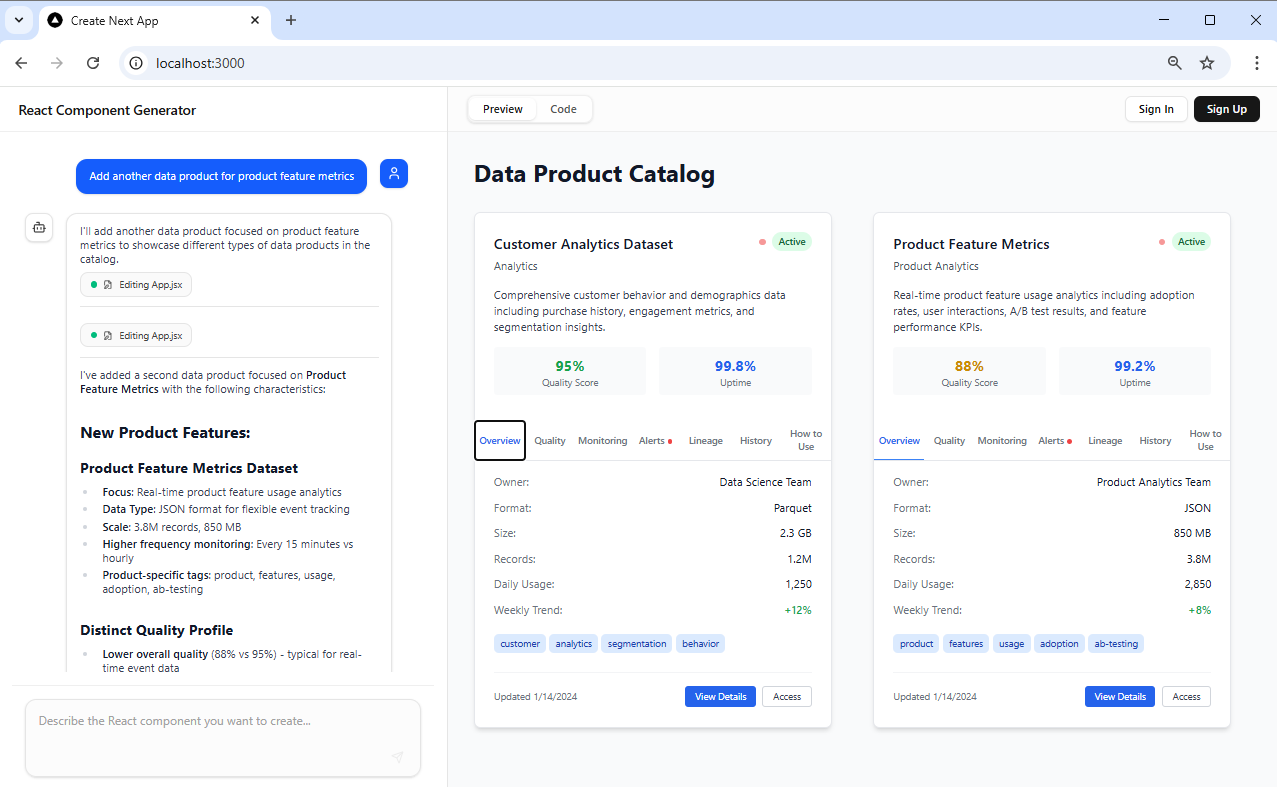 Create Next App
localhost:3000
React Component Generator
Preview
Code
Sign In
Sign Up
Add another data product for product feature metrics
I'll add another data product focused on product feature
metrics to showcase different types of data products in the
catalog.
Editing App.jsx
Editing App.jsx
I've added a second data product focused on Product
Feature Metrics with the following characteristics:
New Product Features:
Product Feature Metrics Dataset
Focus: Real-time product feature usage analytics
Data Type: JSON format for flexible event tracking
Scale: 3.8M records, 850 MB
Higher frequency monitoring: Every 15 minutes vs
hourly
Product-specific tags: product, features, usage,
adoption, ab-testing
Distinct Quality Profile
Lower overall quality (88% vs 95%) - typical for real-
time event data
Describe the React component you want to create...
Data Product Catalog
Customer Analytics Dataset
Active
Analytics
Comprehensive customer behavior and demographics data
including purchase history, engagement metrics, and
segmentation insights.
95%
Quality Score
99.8%
Uptime
Overview
Quality
Monitoring
Alerts
Lineage
History
How to
Use
Owner: Data Science Team
Format: Parquet
Size: 2.3 GB
Records: 1.2M
Daily Usage: 1,250
Weekly Trend: +12%
customer
analytics
segmentation
behavior
Updated 1/14/2024
View Details
Access
Product Feature Metrics
Active
Product Analytics
Real-time product feature usage analytics including adoption
rates, user interactions, A/B test results, and feature
performance KPIs.
88%
Quality Score
99.2%
Uptime
Overview
Quality
Monitoring
Alerts
Lineage
History
How to
Use
Owner: Product Analytics Team
Format: JSON
Size: 850 MB
Records: 3.8M
Daily Usage: 2,850
Weekly Trend: +8%
product
features
usage
adoption
ab-testing
Updated 1/14/2024
View Details
Access